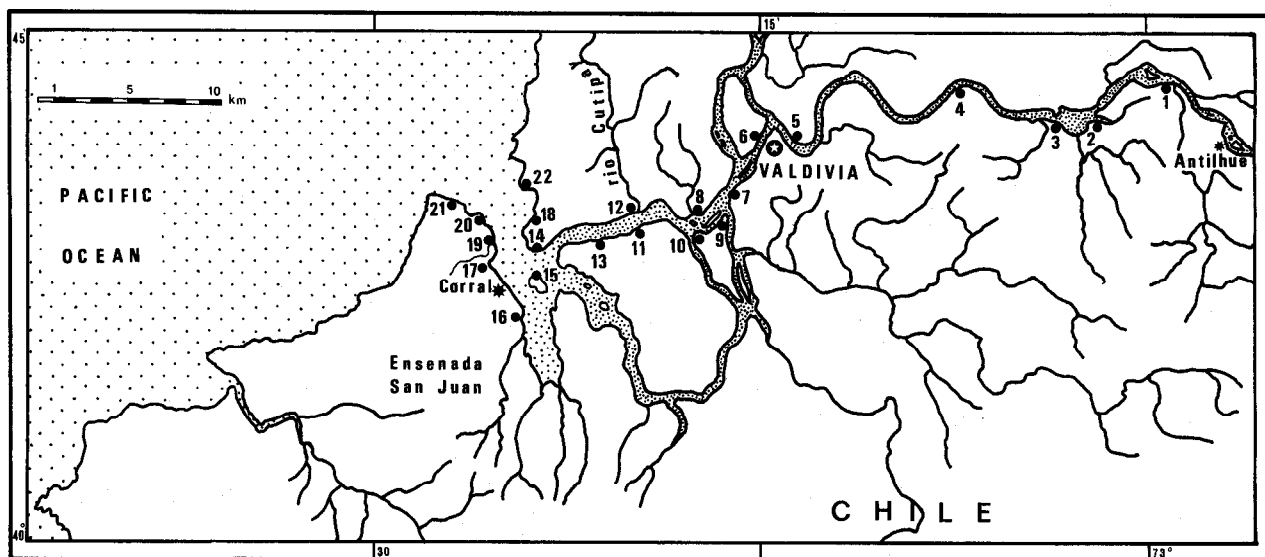 45
15'
1 5 10
km
rio Cutipay
PACIFIC
OCEAN
1
2
3
4
5
6
VALDIVIA
Antilhue
7
8
9
10
11
12
13
14
15
16
17
18
19
20
21
22
Corral
Ensenada
San Juan
CHILE
40°
30
73°